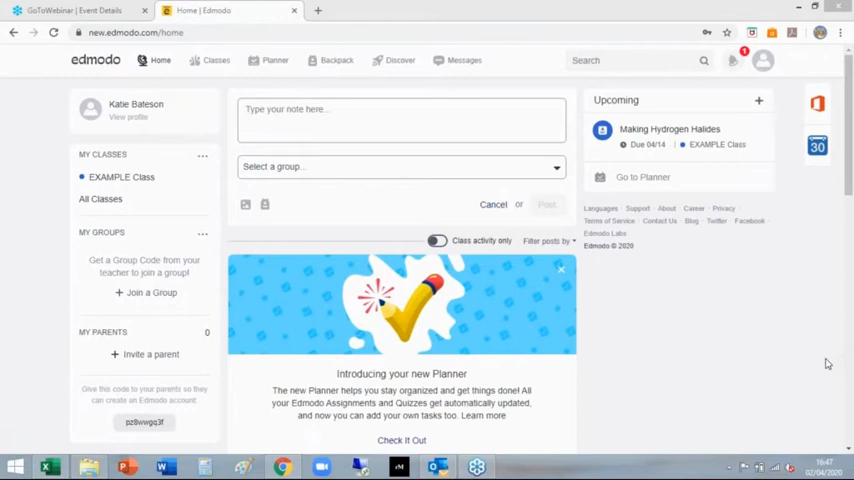 GoToWebinar | Event Details
Home | Edmodo
new.edmodo.com/home
edmodo
Home
Classes
Planner
Backpack
Discover
Messages
Search
1
Katie Bateson
View profile
MY CLASSES
EXAMPLE Class
All Classes
MY GROUPS
Get a Group Code from your
teacher to join a group!
+ Join a Group
MY PARENTS 0
+ Invite a parent
Give this code to your parents so they
can create an Edmodo account:
pz8wwgq3f
Type your note here...
Select a group...
Cancel or Post
Class activity only
Filter posts by
Introducing your new Planner
The new Planner helps you stay organized and get things done! All
your Edmodo Assignments and Quizzes get automatically updated,
and now you can add your own tasks too. Learn more
Check It Out
Upcoming
Making Hydrogen Halides
Due 04/14 | EXAMPLE Class
Go to Planner
Languages · Support · About · Career · Privacy ·
Terms of Service · Contact Us · Blog · Twitter · Facebook ·
Edmodo Labs
Edmodo © 2020
30
rM
16:47
02/04/2020